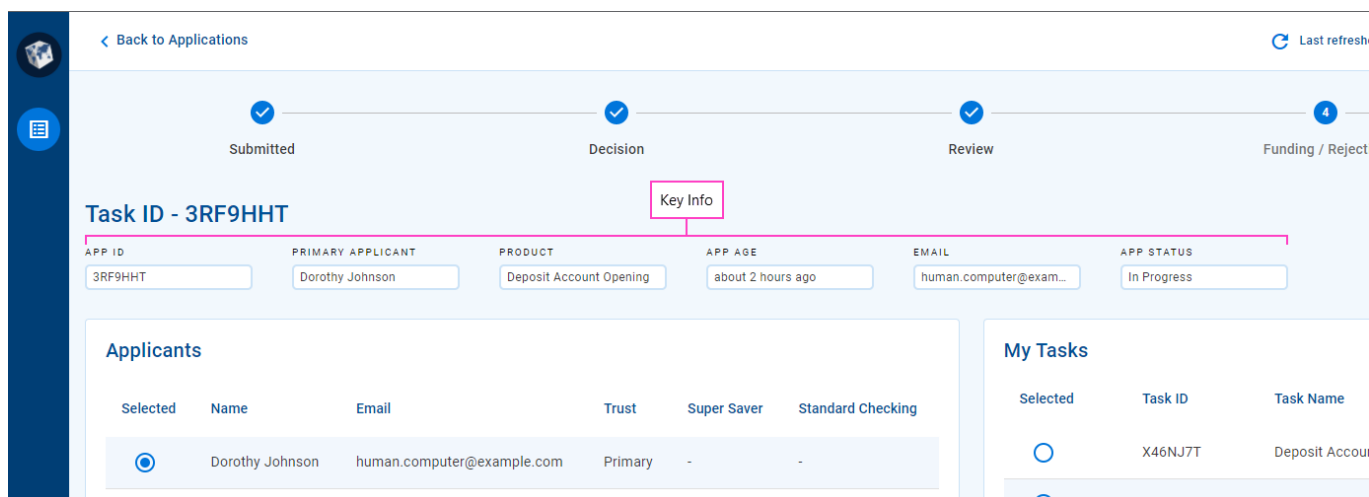 Back to Applications
Last refreshe
4
Submitted
Decision
Review
Funding / Reject
Key Info
Task ID - 3RF9HHT
APP ID
PRIMARY APPLICANT
PRODUCT
APP AGE
EMAIL
APP STATUS
3RF9HHT
Dorothy Johnson
Deposit Account Opening
about 2 hours ago
human.computer@exam...
In Progress
Applicants
Selected Name Email Trust Super Saver Standard Checking
Dorothy Johnson human.computer@example.com Primary - -
My Tasks
Selected Task ID Task Name
X46NJ7T Deposit Accour